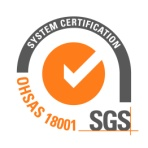 SYSTEM CERTIFICATION
OHSAS 18001
SGS